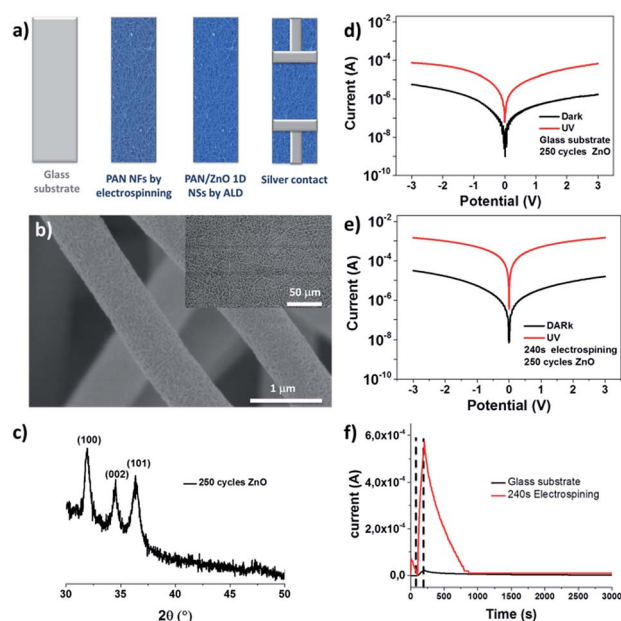 a)
Glass
substrate
PAN NFs by
electrospinning
PAN/ZnO 1D
NSs by ALD
Silver contact
b)
50 μm
1 μm
c)
(100)
(002)
(101)
250 cycles ZnO
30 35 40 45 50
2θ (°)
d)
Current (A)
10⁻²
10⁻⁴
10⁻⁶
10⁻⁸
10⁻¹⁰
Dark
UV
Glass substrate
250 cycles ZnO
-3 -2 -1 0 1 2 3
Potential (V)
e)
Current (A)
10⁻²
10⁻⁴
10⁻⁶
10⁻⁸
10⁻¹⁰
DARk
UV
240s electrospining
250 cycles ZnO
-3 -2 -1 0 1 2 3
Potential (V)
f)
current (A)
6,0x10⁻⁴
4,0x10⁻⁴
2,0x10⁻⁴
0,0
Glass substrate
240s Electrospining
0 500 1000 1500 2000 2500 3000
Time (s)